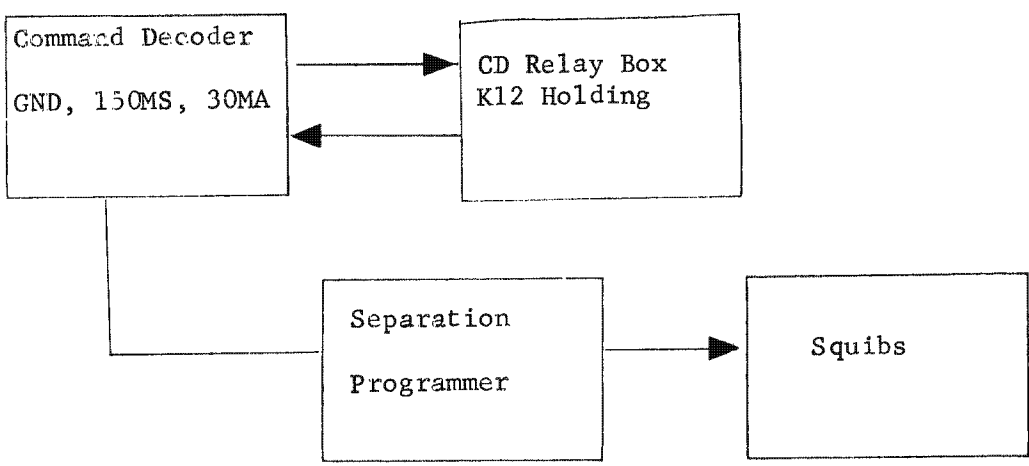 Command Decoder
GND, 150MS, 30MA
CD Relay Box
K12 Holding
Separation
Programmer
Squibs